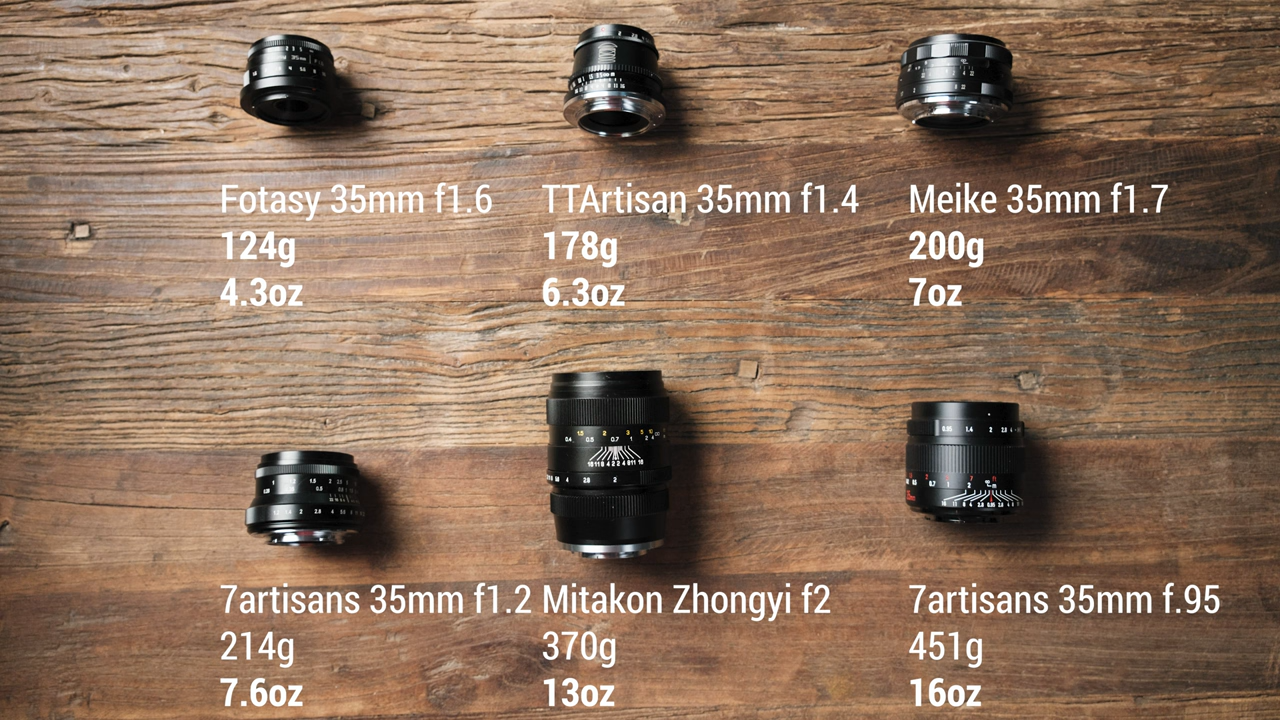 Fotasy 35mm f1.6
124g
4.3oz
TTArtisan 35mm f1.4
178g
6.3oz
Meike 35mm f1.7
200g
7oz
7artisans 35mm f1.2
214g
7.6oz
Mitakon Zhongyi f2
370g
13oz
7artisans 35mm f.95
451g
16oz